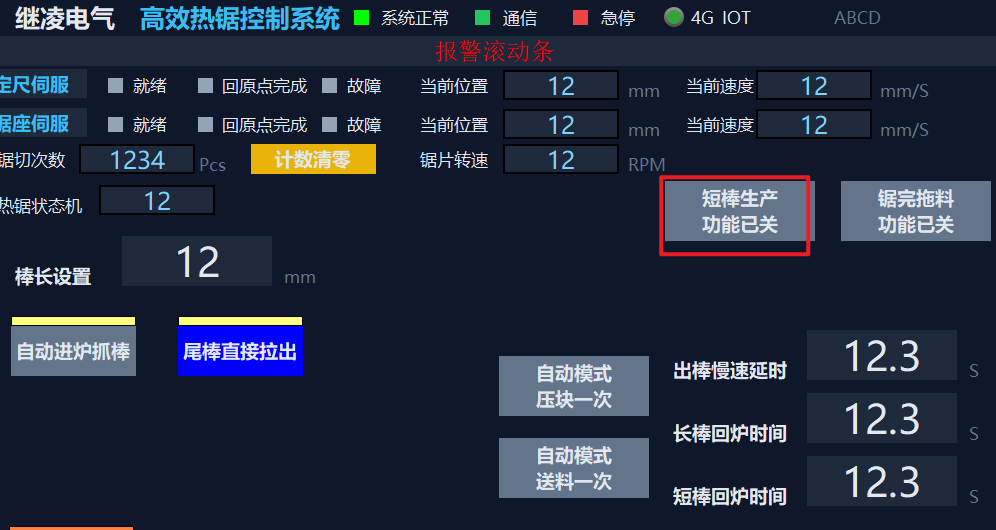 继凌电气 高效热锯控制系统 系统正常 通信 急停 4G IOT ABCD
报警滚动条
定尺伺服 就绪 回原点完成 故障 当前位置 12 mm 当前速度 12 mm/S
锯座伺服 就绪 回原点完成 故障 当前位置 12 mm 当前速度 12 mm/S
锯切次数 1234 Pcs 计数清零 锯片转速 12 RPM
热锯状态机 12
短棒生产
功能已关
锯完拖料
功能已关
棒长设置 12 mm
自动进炉抓棒 尾棒直接拉出
自动模式
压块一次
自动模式
送料一次
出棒慢速延时 12.3 S
长棒回炉时间 12.3 S
短棒回炉时间 12.3 S